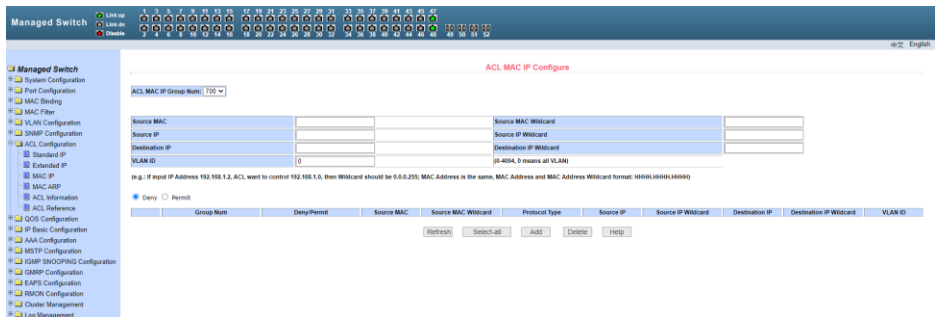 Managed Switch
Link up
Link dn
Disable
1 3 5 7 9 11 13 15 17 19 21 23 25 27 29 31 33 35 37 39 41 43 45 47
2 4 6 8 10 12 14 16 18 20 22 24 26 28 30 32 34 36 38 40 42 44 46 48 49 50 51 52
中文 English
Managed Switch
System Configuration
Port Configuration
MAC Binding
MAC Filter
VLAN Configuration
SNMP Configuration
ACL Configuration
Standard IP
Extended IP
MAC IP
MAC ARP
ACL Information
ACL Reference
QOS Configuration
IP Basic Configuration
AAA Configuration
MSTP Configuration
IGMP SNOOPING Configuration
GMRP Configuration
EAPS Configuration
RMON Configuration
Cluster Management
Log Management
ACL MAC IP Configure
ACL MAC IP Group Num: 700
Source MAC Source MAC Wildcard
Source IP Source IP Wildcard
Destination IP Destination IP Wildcard
VLAN ID 0 (0-4094, 0 means all VLAN)
(e.g.: If input IP Address 192.168.1.2, ACL want to control 192.168.1.0, then Wildcard should be 0.0.0.255; MAC Address is the same, MAC Address and MAC Address Wildcard format: HHHH.HHHH.HHHH)
Deny Permit
Group Num Deny/Permit Source MAC Source MAC Wildcard Protocol Type Source IP Source IP Wildcard Destination IP Destination IP Wildcard VLAN ID
Refresh Select-all Add Delete Help